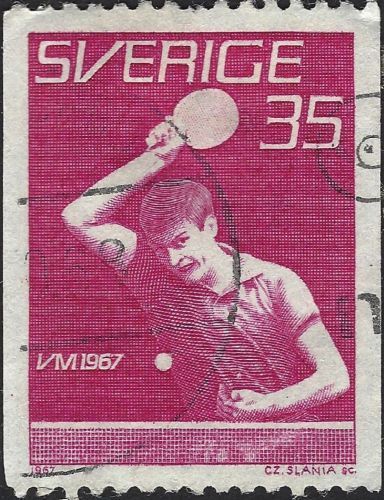 SVERIGE
35
VM 1967
1967
CZ. SLANIA SC.